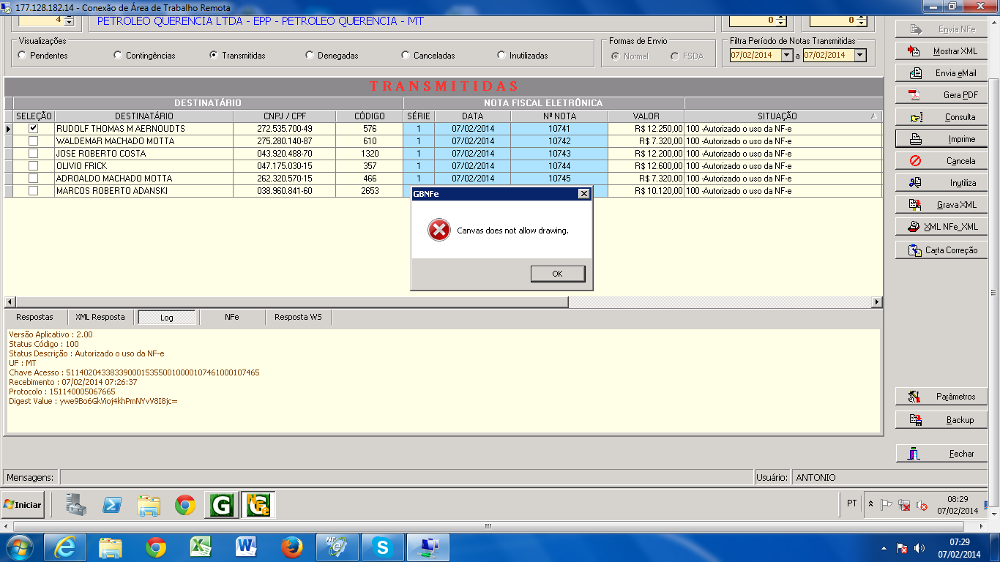 177.128.182.14 - Conexão de Área de Trabalho Remota
4 PETROLEO QUERENCIA LTDA - EPP - PETROLEO QUERENCIA - MT 0 0
Visualizações
Pendentes Contingências Transmitidas Denegadas Canceladas Inutilizadas
Formas de Envio
Normal FSDA
Filtra Período de Notas Transmitidas
07/02/2014 a 07/02/2014
Envia NFe
Mostrar XML
Envia eMail
Gera PDF
Consulta
Imprime
Cancela
Inutiliza
Grava XML
XML NFe_XML
Carta Correção
TRANSMITIDAS
DESTINATÁRIO NOTA FISCAL ELETRÔNICA
SELEÇÃO DESTINATÁRIO CNPJ / CPF CÓDIGO SÉRIE DATA Nº NOTA VALOR SITUAÇÃO
RUDOLF THOMAS M AERNOUDTS 272.535.700-49 576 1 07/02/2014 10741 R$ 12.250,00 100 -Autorizado o uso da NF-e
WALDEMAR MACHADO MOTTA 275.280.140-87 610 1 07/02/2014 10742 R$ 7.320,00 100 -Autorizado o uso da NF-e
JOSE ROBERTO COSTA 043.920.488-70 1320 1 07/02/2014 10743 R$ 12.200,00 100 -Autorizado o uso da NF-e
OLIVIO FRICK 047.175.030-15 357 1 07/02/2014 10744 R$ 12.600,00 100 -Autorizado o uso da NF-e
ADROALDO MACHADO MOTTA 262.320.570-15 466 1 07/02/2014 10745 R$ 7.320,00 100 -Autorizado o uso da NF-e
MARCOS ROBERTO ADANSKI 038.960.841-60 2653 R$ 10.120,00 100 -Autorizado o uso da NF-e
GBNFe
Canvas does not allow drawing.
OK
Respostas XML Resposta Log NFe Resposta WS
Versão Aplicativo : 2.00
Status Código : 100
Status Descrição : Autorizado o uso da NF-e
UF : MT
Chave Acesso : 51140204338339000153550010000107461000107465
Recebimento : 07/02/2014 07:26:37
Protocolo : 151140005067665
Digest Value : ywe9Bo6GkVioj4khPmNYvV8I8jc=
Parâmetros
Backup
Fechar
Mensagens: Usuário: ANTONIO
Iniciar PT 08:29
07/02/2014
07:29
07/02/2014